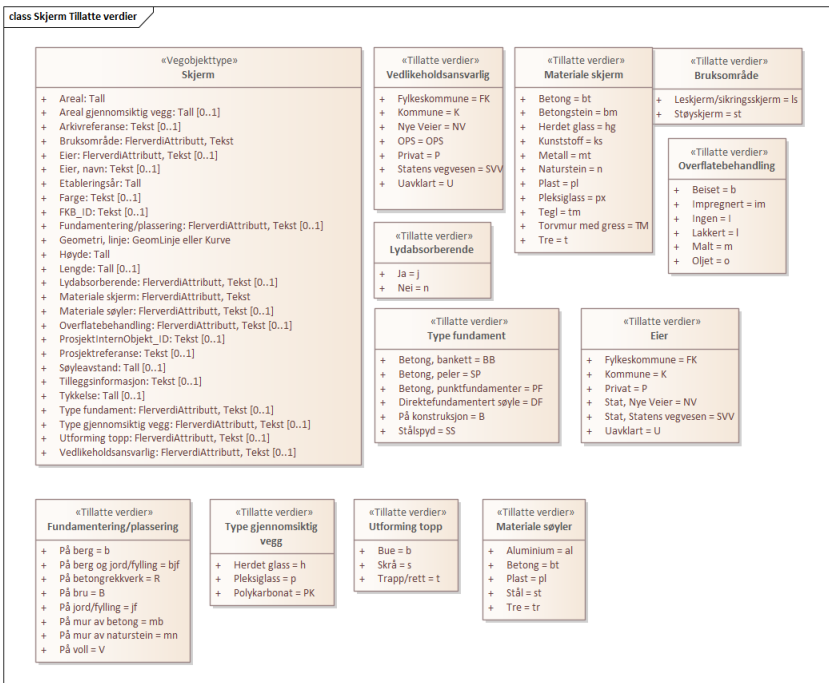 class Skjerm Tillatte verdier
«Vegobjekttype»
Skjerm
+ Areal: Tall
+ Areal gjennomsiktig vegg: Tall [0..1]
+ Arkivreferanse: Tekst [0..1]
+ Bruksområde: FlerverdiAttributt, Tekst
+ Eier: FlerverdiAttributt, Tekst [0..1]
+ Eier, navn: Tekst [0..1]
+ Etableringsår: Tall
+ Farge: Tekst [0..1]
+ FKB_ID: Tekst [0..1]
+ Fundamentering/plassering: FlerverdiAttributt, Tekst [0..1]
+ Geometri, linje: GeomLinje eller Kurve
+ Høyde: Tall
+ Lengde: Tall [0..1]
+ Lydabsorberende: FlerverdiAttributt, Tekst [0..1]
+ Materiale skjerm: FlerverdiAttributt, Tekst
+ Materiale søyler: FlerverdiAttributt, Tekst [0..1]
+ Overflatebehandling: FlerverdiAttributt, Tekst [0..1]
+ ProsjektInternObjekt_ID: Tekst [0..1]
+ Prosjektreferanse: Tekst [0..1]
+ Søyleavstand: Tall [0..1]
+ Tilleggsinformasjon: Tekst [0..1]
+ Tykkelse: Tall [0..1]
+ Type fundament: FlerverdiAttributt, Tekst [0..1]
+ Type gjennomsiktig vegg: FlerverdiAttributt, Tekst [0..1]
+ Utforming topp: FlerverdiAttributt, Tekst [0..1]
+ Vedlikeholdsansvarlig: FlerverdiAttributt, Tekst [0..1]
«Tillatte verdier»
Vedlikeholdsansvarlig
+ Fylkeskommune = FK
+ Kommune = K
+ Nye Veier = NV
+ OPS = OPS
+ Privat = P
+ Statens vegvesen = SVV
+ Uavklart = U
«Tillatte verdier»
Materiale skjerm
+ Betong = bt
+ Betongstein = bm
+ Herdet glass = hg
+ Kunststoff = ks
+ Metall = mt
+ Naturstein = n
+ Plast = pl
+ Pleksiglass = px
+ Tegl = tm
+ Torvmur med gress = TM
+ Tre = t
«Tillatte verdier»
Bruksområde
+ Leskjerm/sikringsskjerm = ls
+ Støyskjerm = st
«Tillatte verdier»
Overflatebehandling
+ Beiset = b
+ Impregnert = im
+ Ingen = I
+ Lakkert = l
+ Malt = m
+ Oljet = o
«Tillatte verdier»
Lydabsorberende
+ Ja = j
+ Nei = n
«Tillatte verdier»
Type fundament
+ Betong, bankett = BB
+ Betong, peler = SP
+ Betong, punktfundamenter = PF
+ Direktefundamentert søyle = DF
+ På konstruksjon = B
+ Stålspyd = SS
«Tillatte verdier»
Eier
+ Fylkeskommune = FK
+ Kommune = K
+ Privat = P
+ Stat, Nye Veier = NV
+ Stat, Statens vegvesen = SVV
+ Uavklart = U
«Tillatte verdier»
Fundamentering/plassering
+ På berg = b
+ På berg og jord/fylling = bjf
+ På betongrekkverk = R
+ På bru = B
+ På jord/fylling = jf
+ På mur av betong = mb
+ På mur av naturstein = mn
+ På voll = V
«Tillatte verdier»
Type gjennomsiktig
vegg
+ Herdet glass = h
+ Pleksiglass = p
+ Polykarbonat = PK
«Tillatte verdier»
Utforming topp
+ Bue = b
+ Skrå = s
+ Trapp/rett = t
«Tillatte verdier»
Materiale søyler
+ Aluminium = al
+ Betong = bt
+ Plast = pl
+ Stål = st
+ Tre = tr